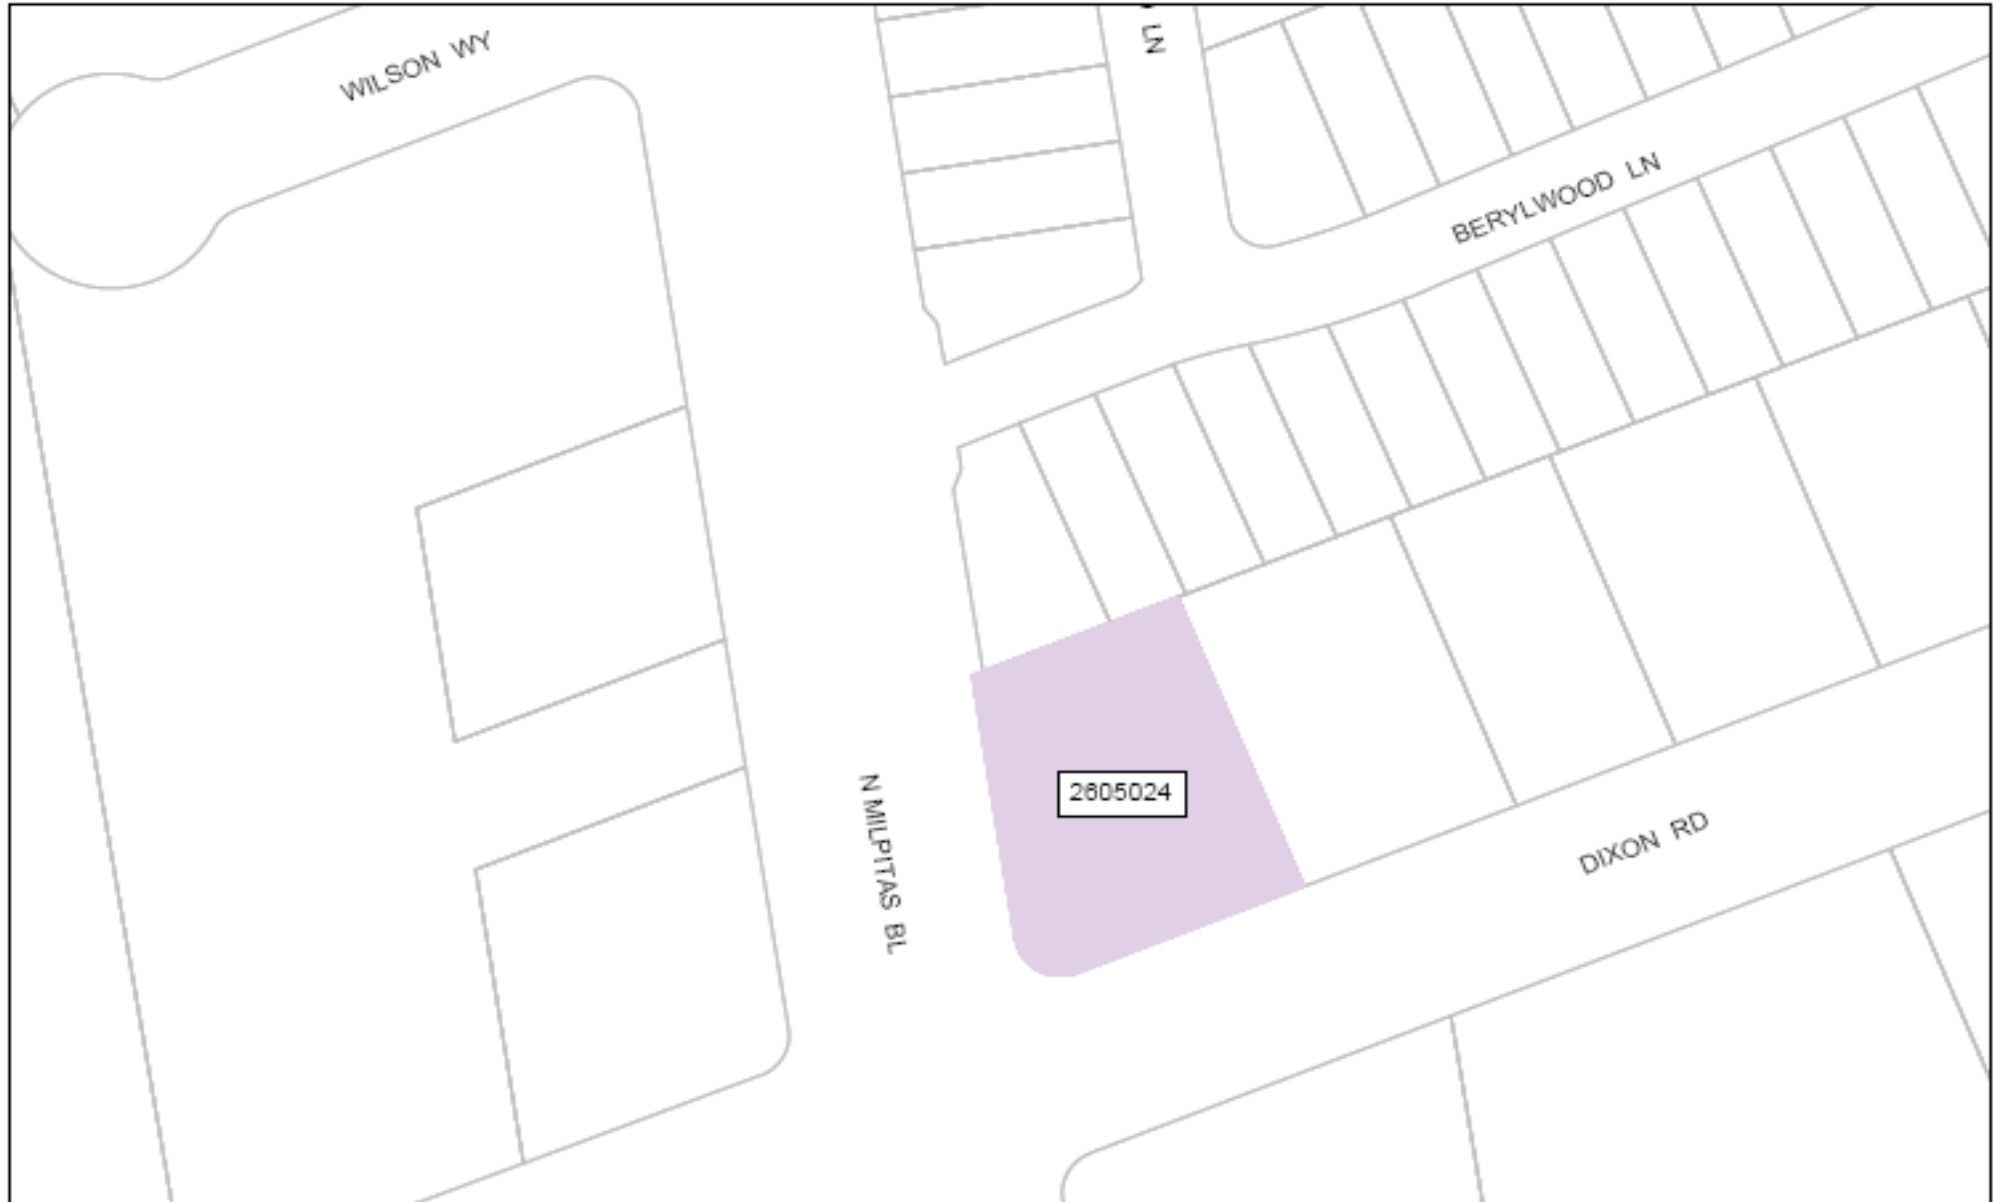 WILSON WY
LN
BERYLWOOD LN
2605024
N MILPITAS BL
DIXON RD